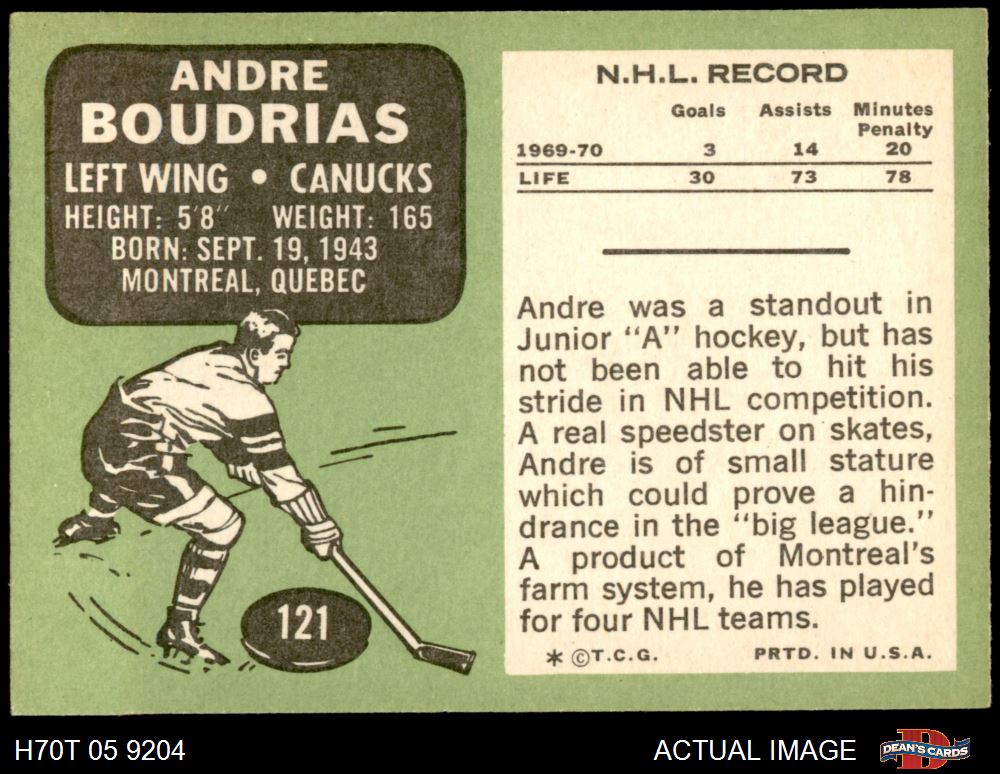 ANDRE
BOUDRIAS
LEFT WING • CANUCKS
HEIGHT: 5'8" WEIGHT: 165
BORN: SEPT. 19, 1943
MONTREAL, QUEBEC
121
N.H.L. RECORD
Goals Assists Minutes Penalty
1969-70 3 14 20
LIFE 30 73 78
Andre was a standout in
Junior "A" hockey, but has
not been able to hit his
stride in NHL competition.
A real speedster on skates,
Andre is of small stature
which could prove a hin-
drance in the "big league."
A product of Montreal's
farm system, he has played
for four NHL teams.
* ©T.C.G. PRTD. IN U.S.A.
H70T 05 9204
ACTUAL IMAGE
D
DEAN'S CARDS